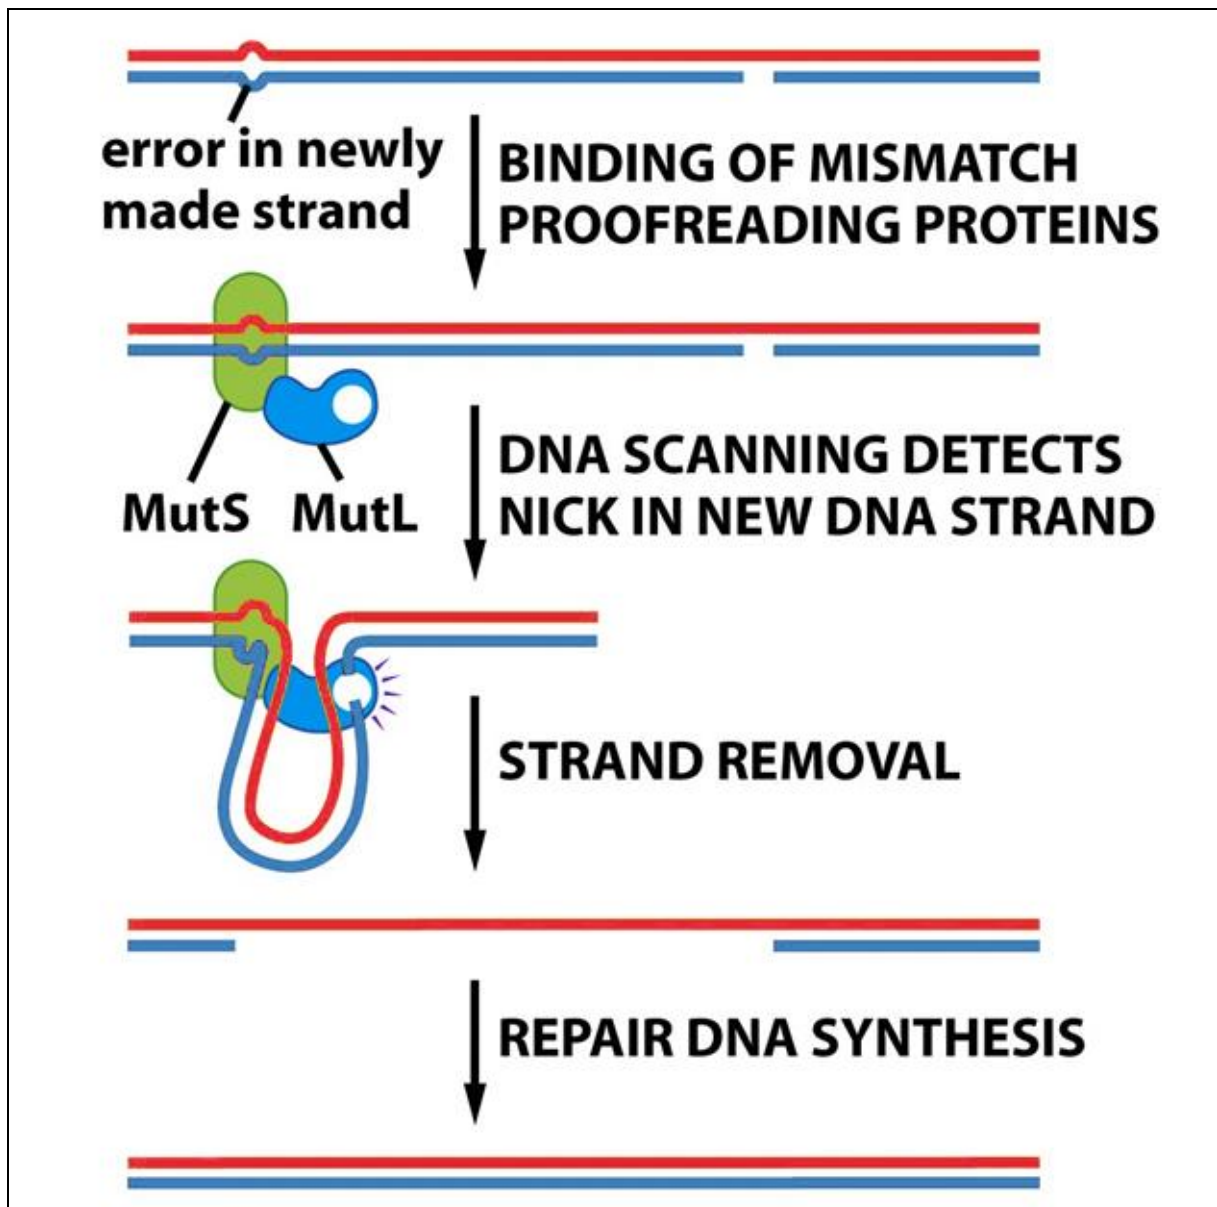 error in newly
made strand
BINDING OF MISMATCH
PROOFREADING PROTEINS
MutS
MutL
DNA SCANNING DETECTS
NICK IN NEW DNA STRAND
STRAND REMOVAL
REPAIR DNA SYNTHESIS